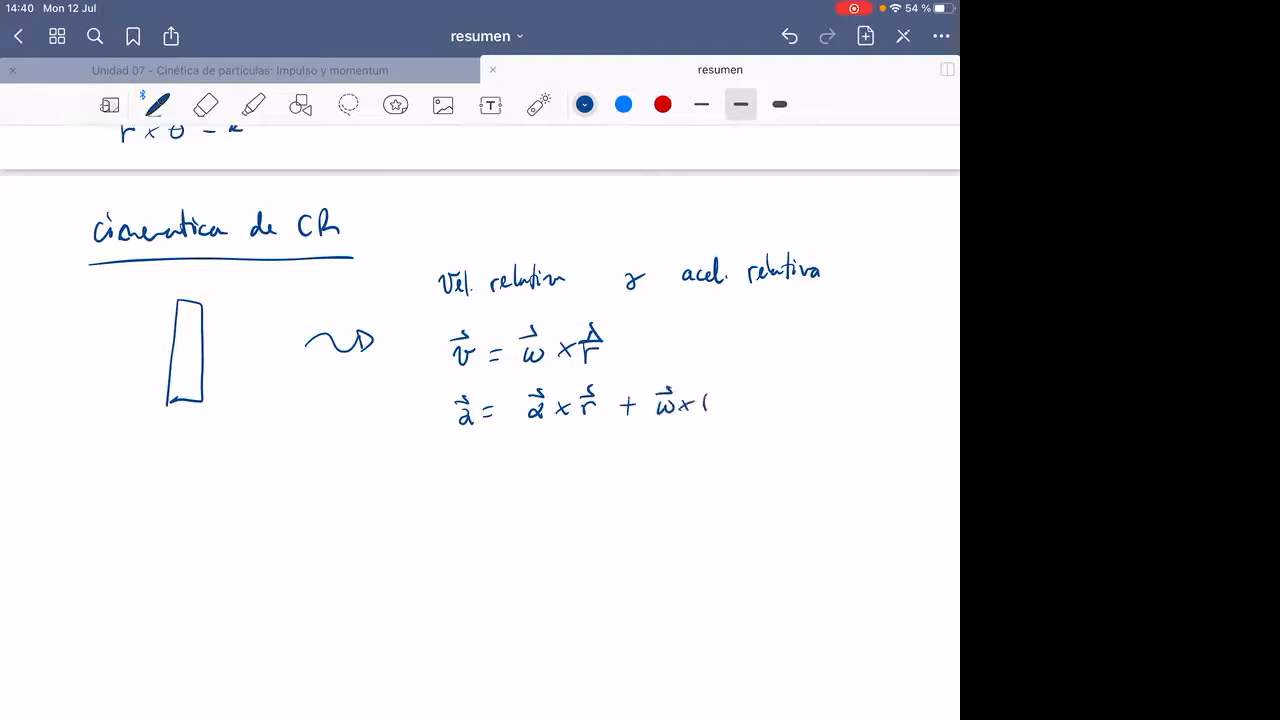 14:40 Mon 12 Jul 54 %
resumen
Unidad 07 - Cinética de partículas: Impulso y momentum
resumen
r × θ = k
cinematica de CR
Vel. relativa y acel. relativa
v⃗ = ω⃗ × r⃗
a⃗ = α⃗ × r⃗ + ω⃗ × (